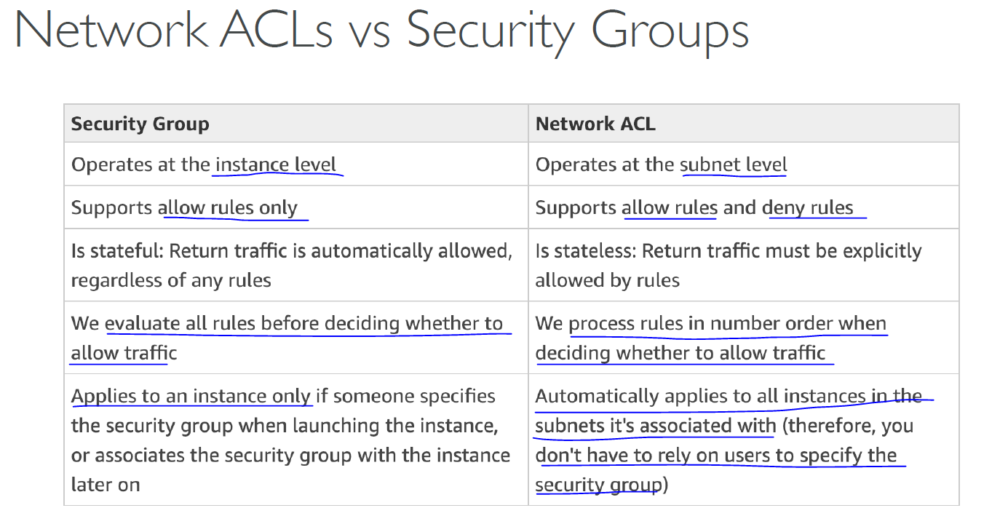 Network ACLs vs Security Groups
Security Group
Network ACL
Operates at the instance level
Operates at the subnet level
Supports allow rules only
Supports allow rules and deny rules
Is stateful: Return traffic is automatically allowed,
regardless of any rules
Is stateless: Return traffic must be explicitly
allowed by rules
We evaluate all rules before deciding whether to
allow traffic
We process rules in number order when
deciding whether to allow traffic
Applies to an instance only if someone specifies
the security group when launching the instance,
or associates the security group with the instance
later on
Automatically applies to all instances in the
subnets it's associated with (therefore, you
don't have to rely on users to specify the
security group)